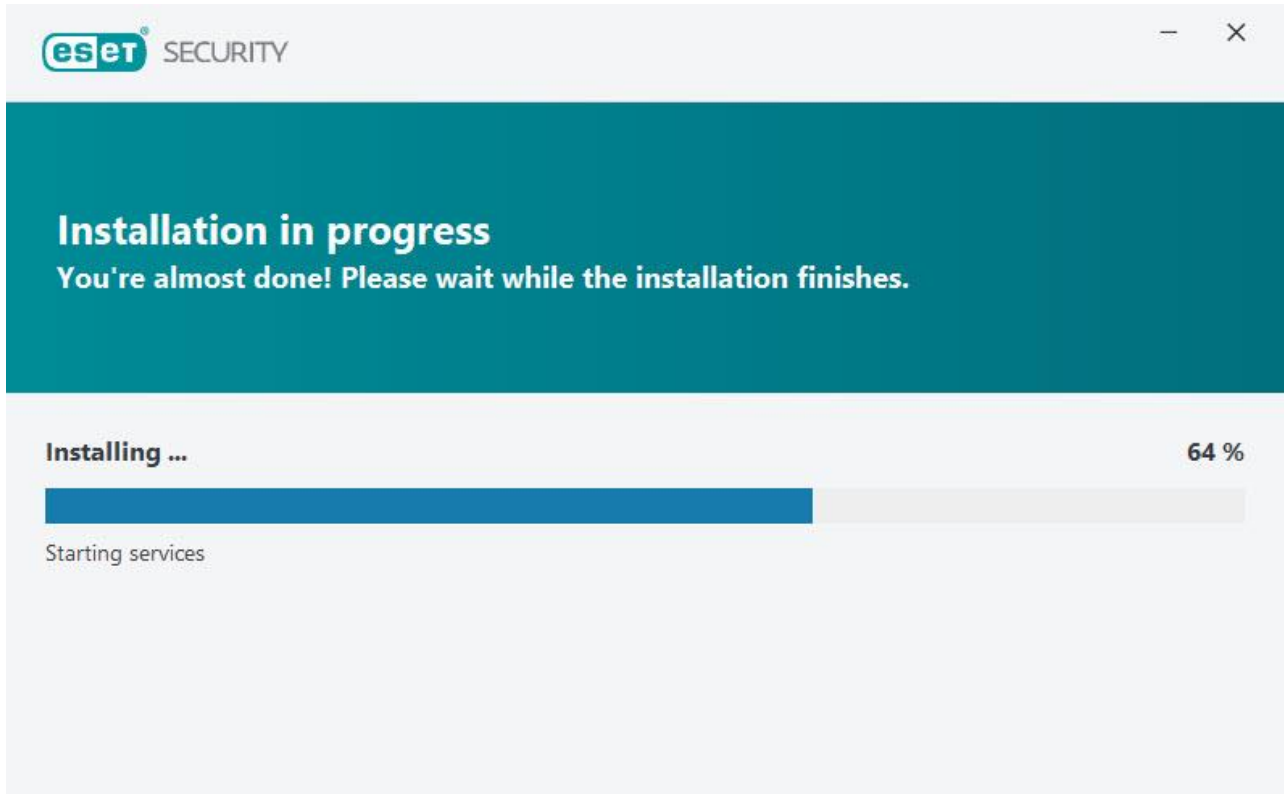 eset® SECURITY
Installation in progress
You're almost done! Please wait while the installation finishes.
Installing ... 64 %
Starting services